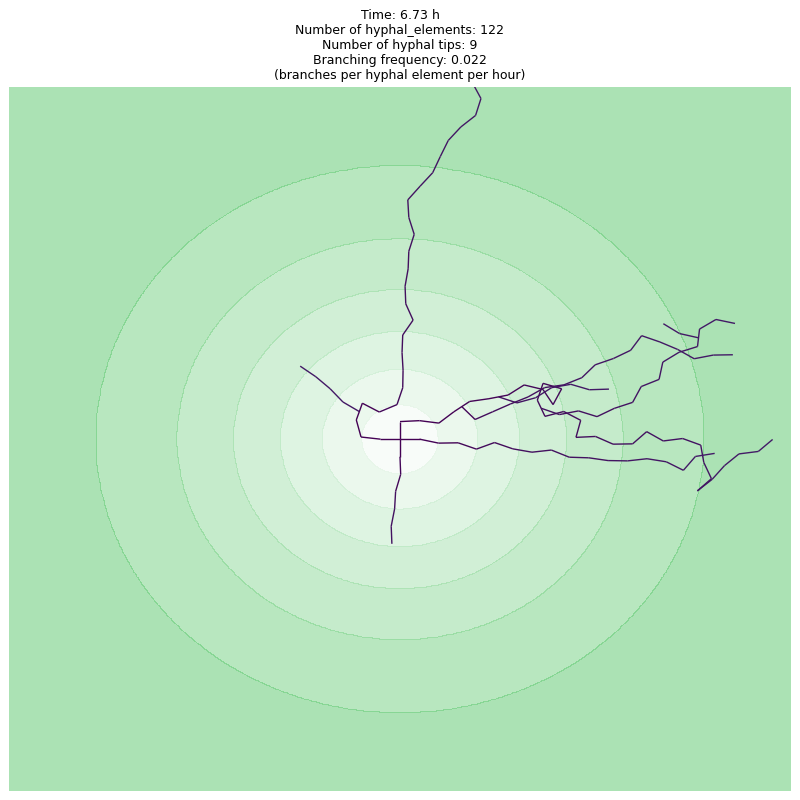 Time: 6.73 h
Number of hyphal_elements: 122
Number of hyphal tips: 9
Branching frequency: 0.022
(branches per hyphal element per hour)